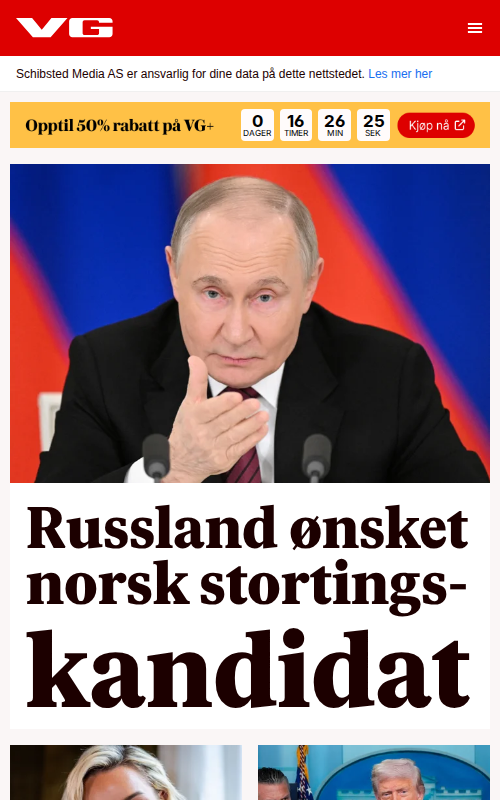 VG
Schibsted Media AS er ansvarlig for dine data på dette nettstedet. Les mer her
Opptil 50% rabatt på VG+
0 16 26 25
DAGER TIMER MIN SEK
Kjøp nå
Russland ønsket
norsk stortings-
kandidat